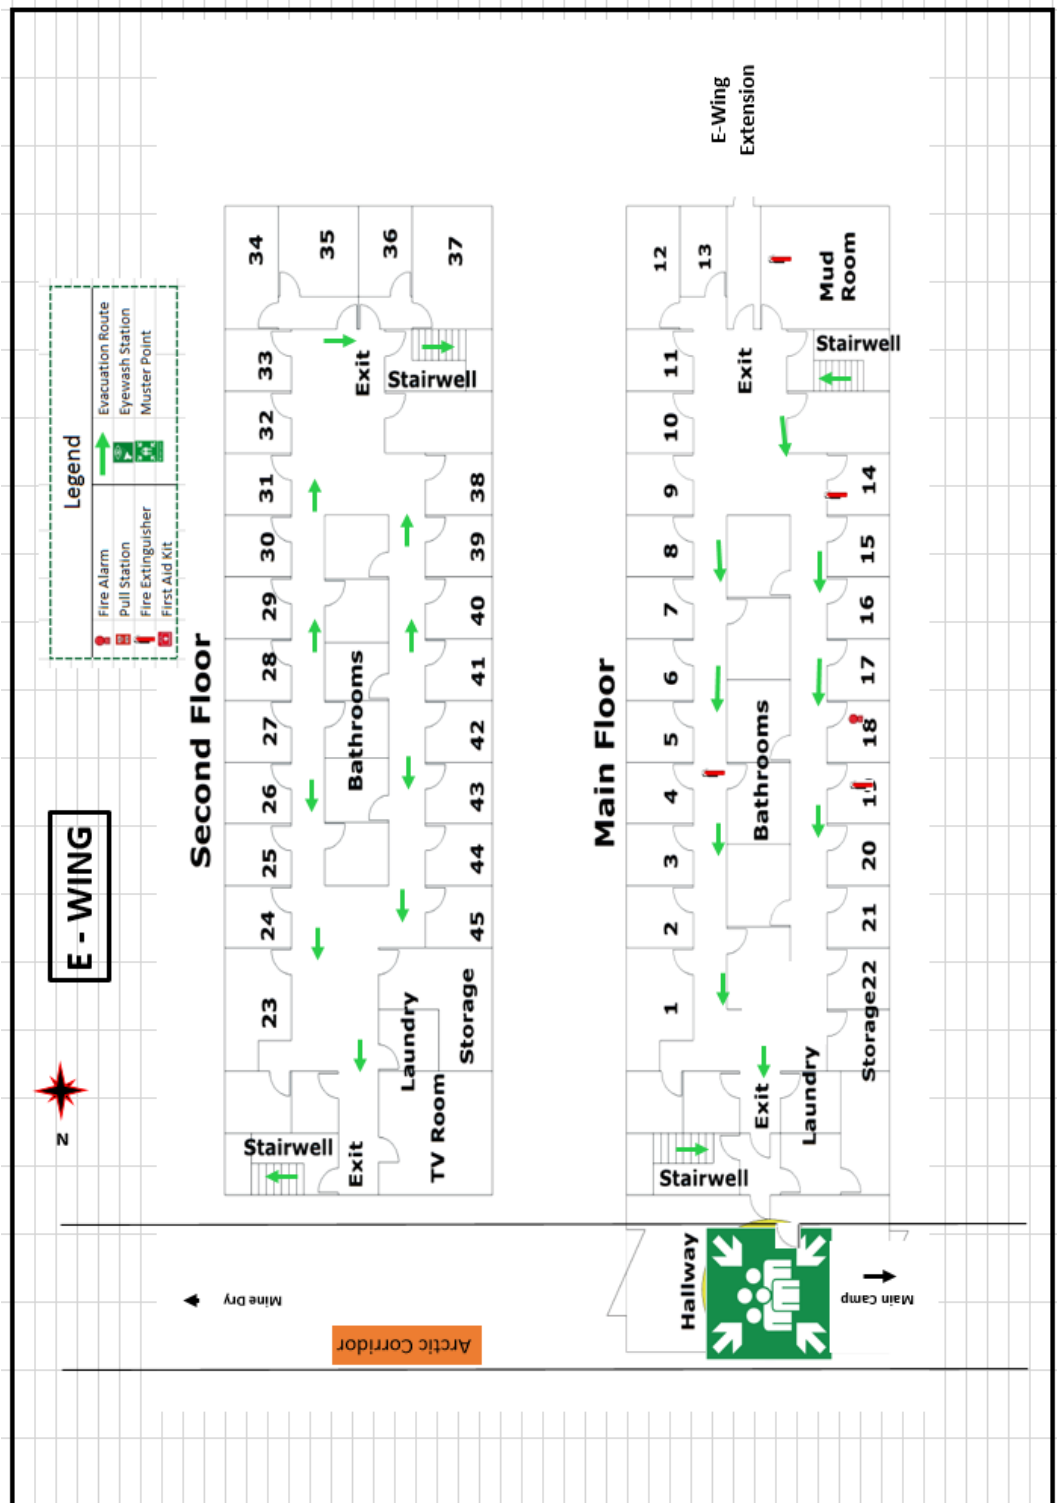 E - WING
N
Legend
Fire Alarm
Pull Station
Fire Extinguisher
First Aid Kit
Evacuation Route
Eyewash Station
Muster Point
Second Floor
34
35
36
37
33
32
31
30
29
28
27
26
25
24
23
Exit
Stairwell
38
39
40
41
42
43
44
45
Bathrooms
Storage
Laundry
TV Room
Stairwell
Exit
Main Floor
E-Wing
Extension
12
13
Mud
Room
11
10
9
8
7
6
5
4
3
2
1
Exit
Stairwell
14
15
16
17
18
20
21
Storage22
Bathrooms
Laundry
Exit
Stairwell
Hallway
Mine Dry
Arctic Corridor
Main Camp